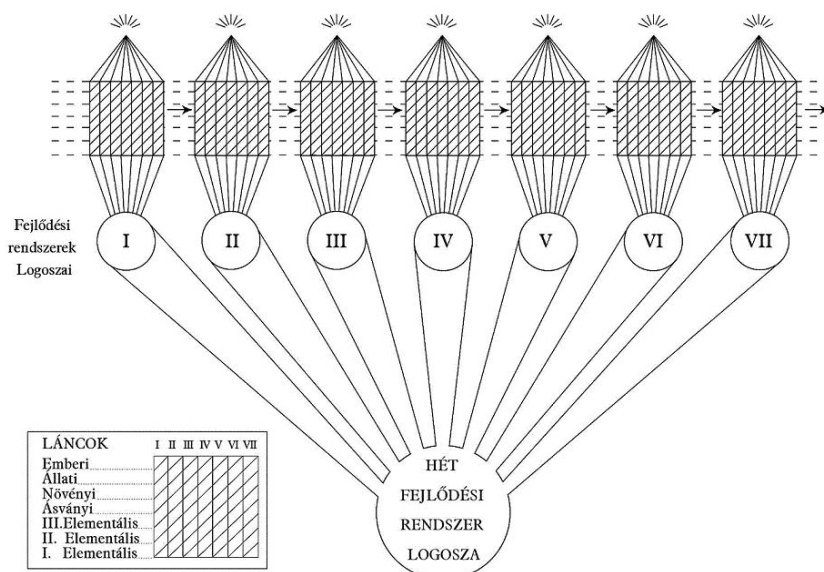 I II III IV V VI VII
Fejlődési
rendszerek
Logoszai
LÁNCOK I II III IV V VI VII
Emberi
Állati
Növényi
Ásványi
III.Elementális
II. Elementális
I. Elementális
HÉT
FEJLŐDÉSI
RENDSZER
LOGOSZA